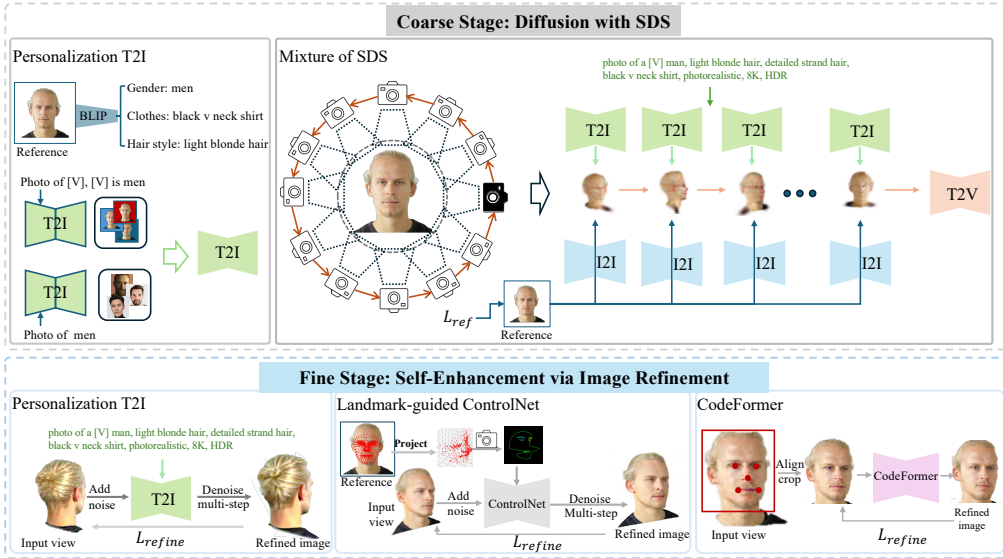 Coarse Stage: Diffusion with SDS
Personalization T2I
BLIP
Gender: men
Clothes: black v neck shirt
Hair style: light blonde hair
Reference
Photo of [V], [V] is men
T2I
T2I
T2I
Photo of men
Mixture of SDS
photo of a [V] man, light blonde hair, detailed strand hair,
black v neck shirt, photorealistic, 8K, HDR
T2I
T2I
T2I
T2I
T2V
I2I
I2I
I2I
I2I
L_ref
Reference
Fine Stage: Self-Enhancement via Image Refinement
Personalization T2I
photo of a [V] man, light blonde hair, detailed strand hair,
black v neck shirt, photorealistic, 8K, HDR
Add
noise
T2I
Denoise
multi-step
L_refine
Input view
Refined image
Landmark-guided ControlNet
Project
Reference
Input
view
Add
noise
ControlNet
Denoise
Multi-step
Refined image
L_refine
CodeFormer
Align
crop
CodeFormer
Refined
image
Input view
L_refine